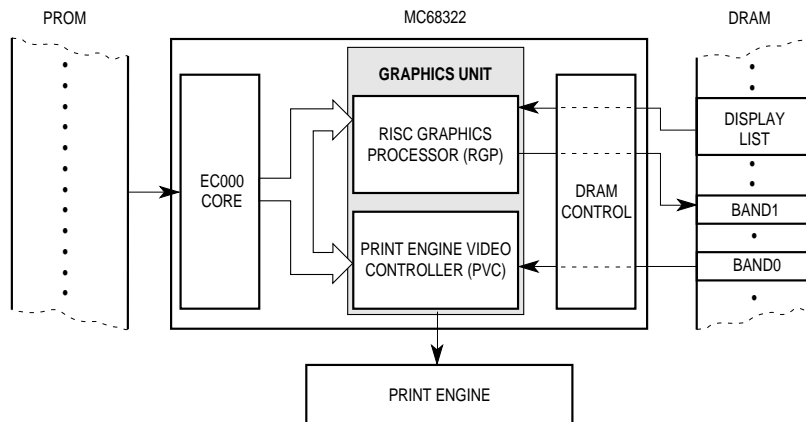 PROM
MC68322
DRAM
GRAPHICS UNIT
RISC GRAPHICS
PROCESSOR (RGP)
EC000
CORE
PRINT ENGINE VIDEO
CONTROLLER (PVC)
DRAM
CONTROL
DISPLAY
LIST
BAND1
BAND0
PRINT ENGINE